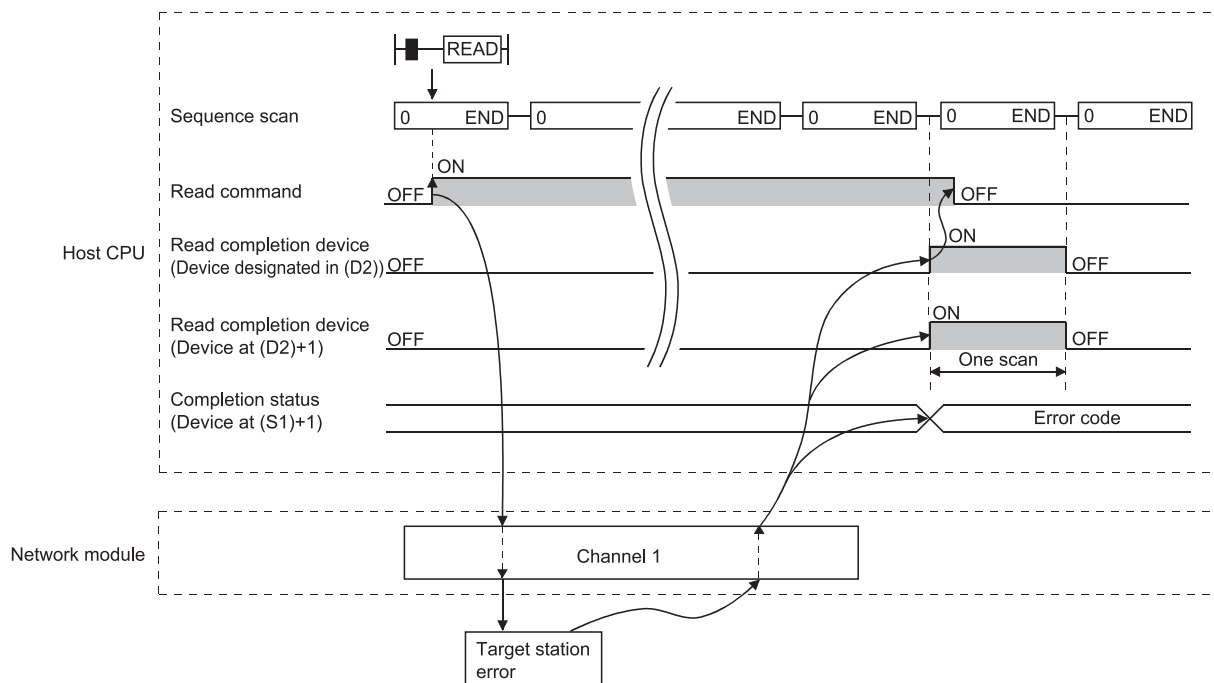 READ
Sequence scan
0 END 0 END 0 END 0 END 0 END
ON
Read command
OFF OFF
Host CPU
Read completion device
(Device designated in (D2))
OFF ON OFF
Read completion device
(Device at (D2)+1)
OFF ON OFF
One scan
Completion status
(Device at (S1)+1)
Error code
Network module
Channel 1
Target station
error